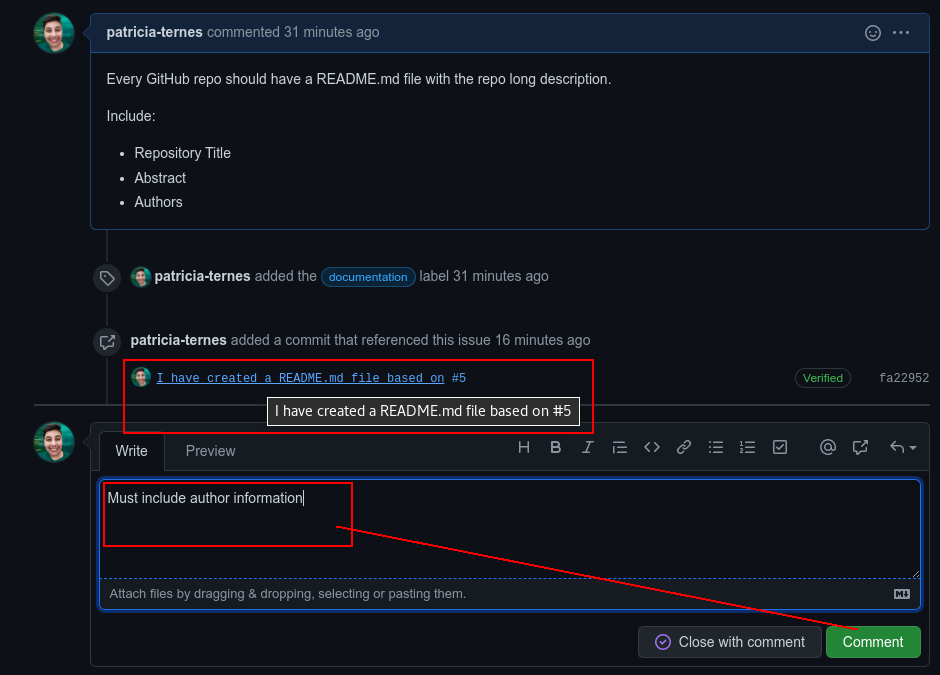 patricia-ternes commented 31 minutes ago
Every GitHub repo should have a README.md file with the repo long description.
Include:
Repository Title
Abstract
Authors
patricia-ternes added the documentation label 31 minutes ago
patricia-ternes added a commit that referenced this issue 16 minutes ago
I have created a README.md file based on #5 Verified fa22952
I have created a README.md file based on #5
Write Preview H B I @
Must include author information
Attach files by dragging & dropping, selecting or pasting them. M
Close with comment Comment